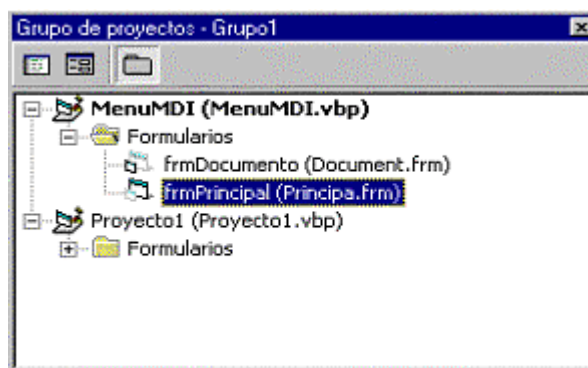 Grupo de proyectos - Grupo1
MenuMDI (MenuMDI.vbp)
Formularios
frmDocumento (Document.frm)
frmPrincipal (Principa.frm)
Proyecto1 (Proyecto1.vbp)
Formularios